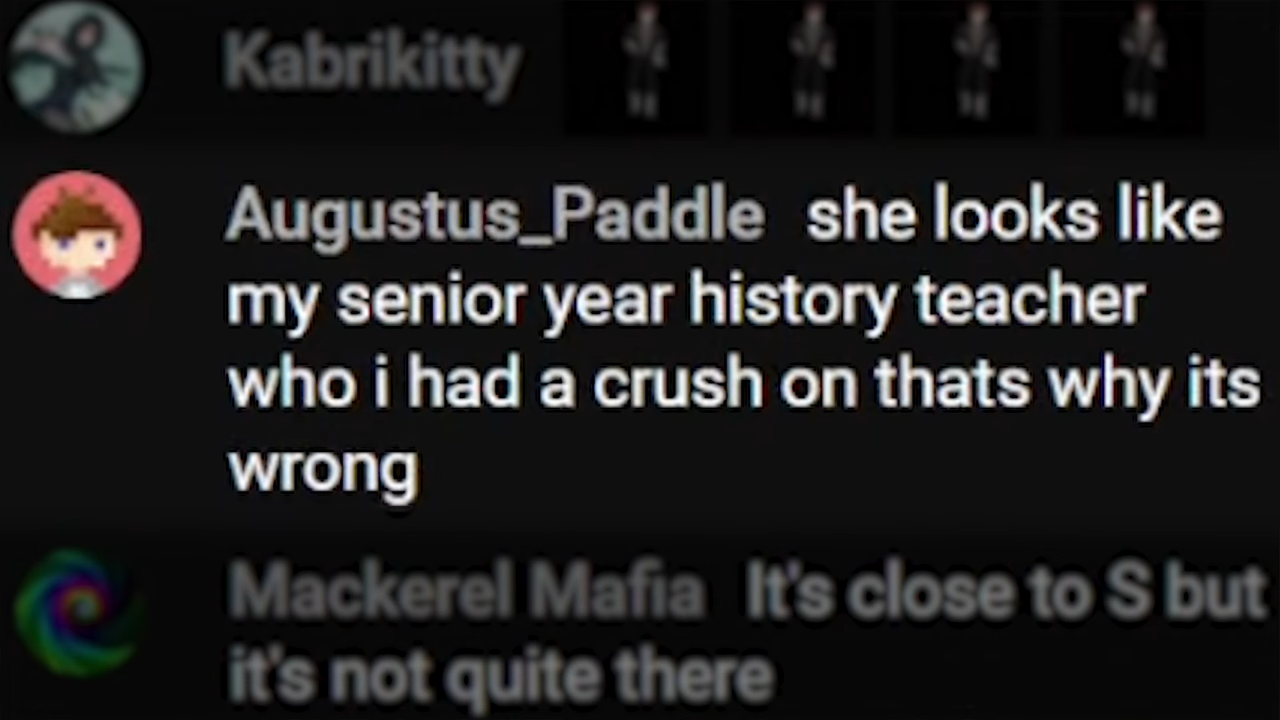 Kabrikitty
Augustus_Paddle she looks like
my senior year history teacher
who i had a crush on thats why its
wrong
Mackerel Mafia It's close to S but
it's not quite there